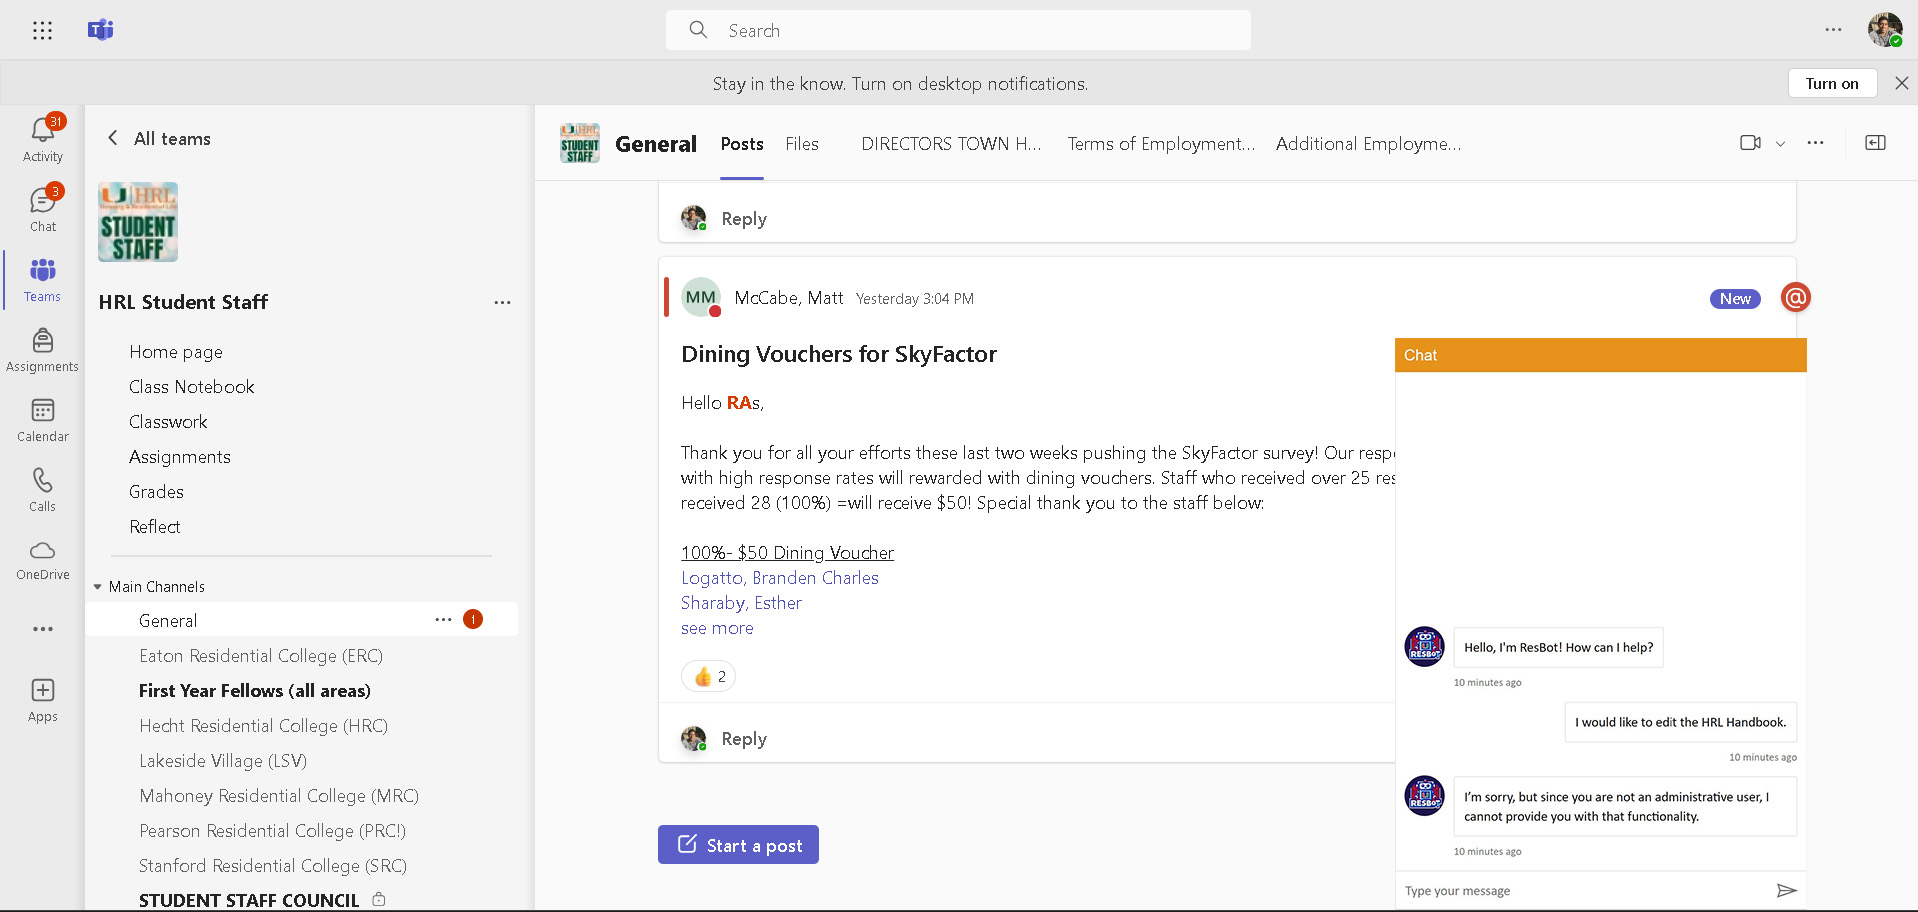 Search
Stay in the know. Turn on desktop notifications.
Turn on
31
Activity
3
Chat
Teams
Assignments
Calendar
Calls
OneDrive
Apps
All teams
U HRL
STUDENT
STAFF
HRL Student Staff
Home page
Class Notebook
Classwork
Assignments
Grades
Reflect
Main Channels
General
1
Eaton Residential College (ERC)
First Year Fellows (all areas)
Hecht Residential College (HRC)
Lakeside Village (LSV)
Mahoney Residential College (MRC)
Pearson Residential College (PRC!)
Stanford Residential College (SRC)
STUDENT STAFF COUNCIL
U HRL
STUDENT
STAFF
General
Posts
Files
DIRECTORS TOWN H...
Terms of Employment...
Additional Employme...
Reply
MM
McCabe, Matt Yesterday 3:04 PM
New
@
Dining Vouchers for SkyFactor
Hello RAs,
Thank you for all your efforts these last two weeks pushing the SkyFactor survey! Our resp
with high response rates will rewarded with dining vouchers. Staff who received over 25 res
received 28 (100%) =will receive $50! Special thank you to the staff below:
100%- $50 Dining Voucher
Logatto, Branden Charles
Sharaby, Esther
see more
2
Reply
Start a post
Chat
RESBOT
Hello, I'm ResBot! How can I help?
10 minutes ago
I would like to edit the HRL Handbook.
10 minutes ago
RESBOT
I'm sorry, but since you are not an administrative user, I
cannot provide you with that functionality.
10 minutes ago
Type your message